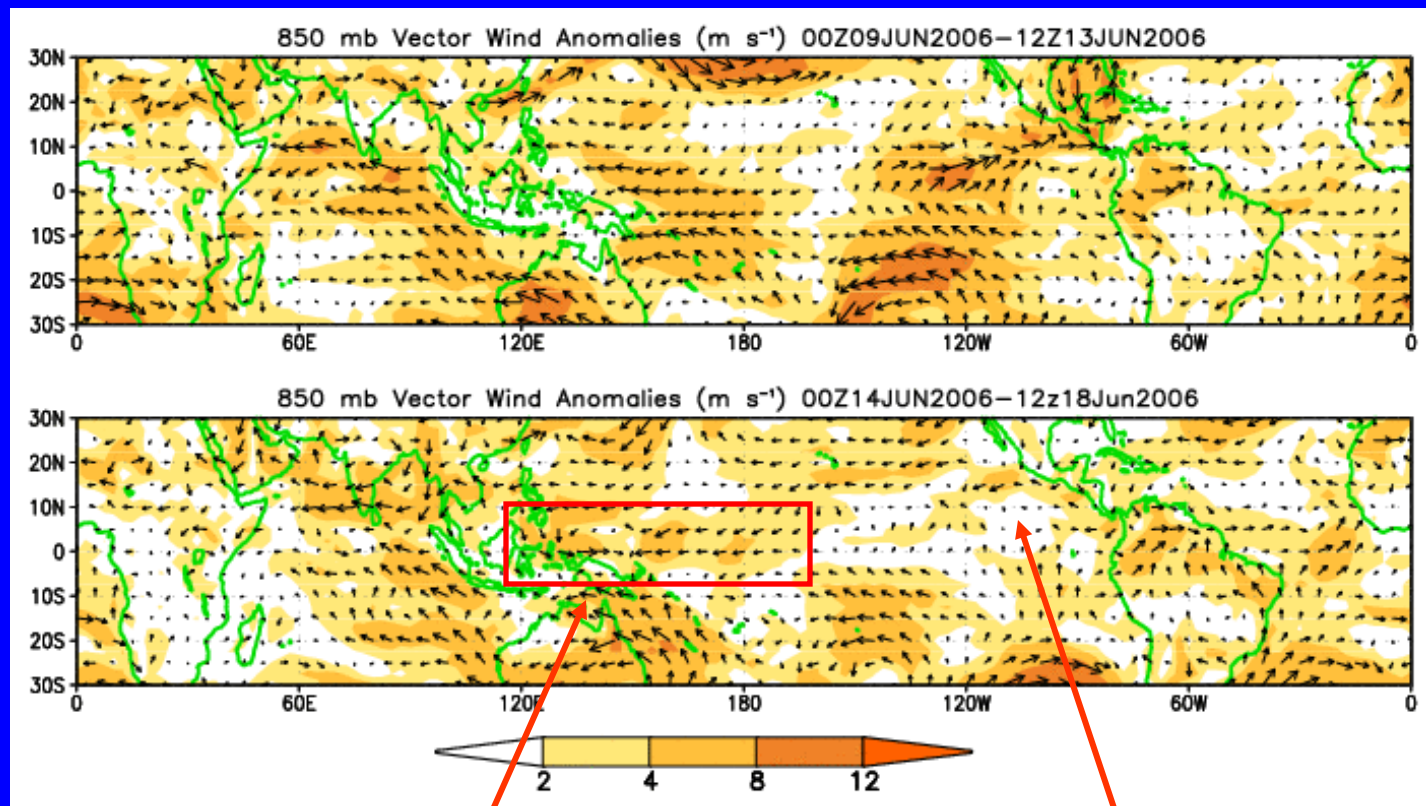 850 mb Vector Wind Anomalies (m s⁻¹) 00Z09JUN2006-12Z13JUN2006
30N
20N
10N
0
10S
20S
30S
0 60E 120E 180 120W 60W 0
850 mb Vector Wind Anomalies (m s⁻¹) 00Z14JUN2006-12z18Jun2006
30N
20N
10N
0
10S
20S
30S
0 60E 120E 180 120W 60W 0
2 4 8 12